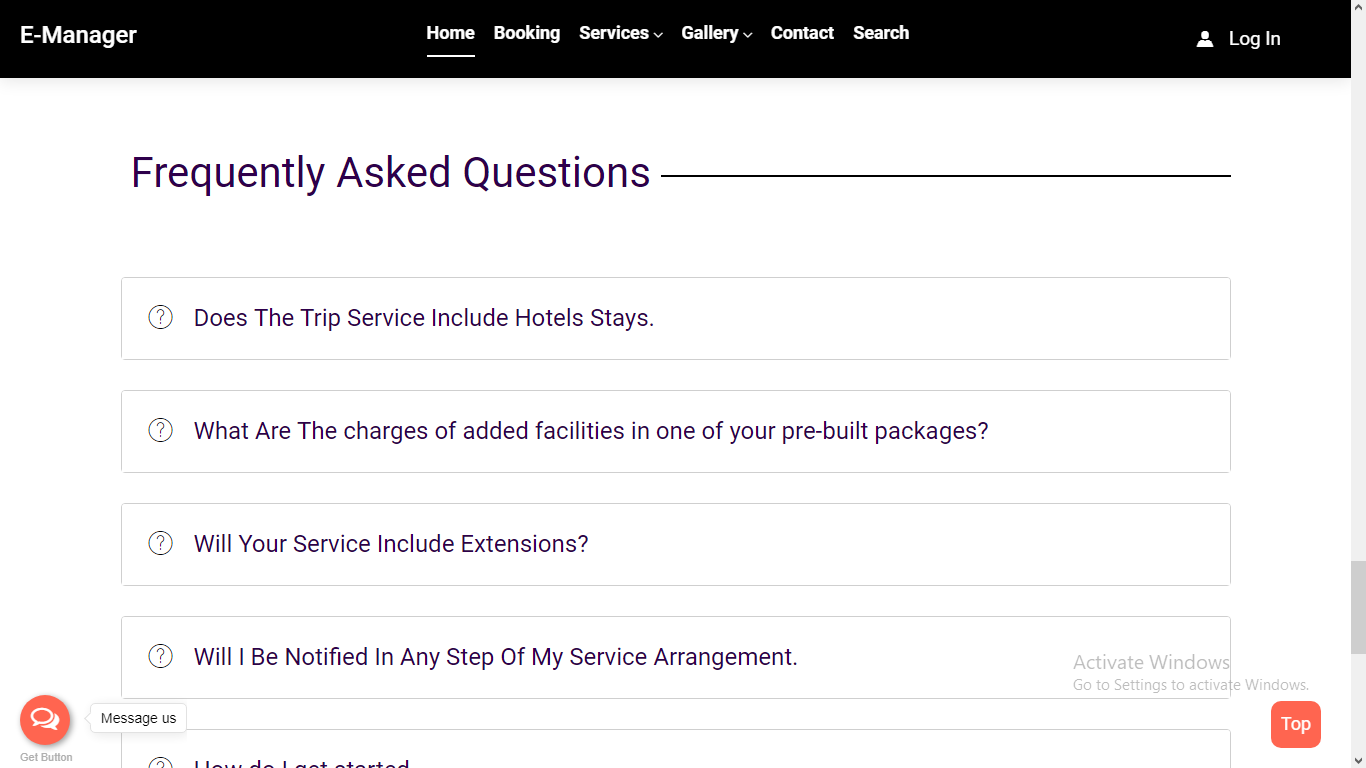 E-Manager
Home Booking Services Gallery Contact Search
Log In
Frequently Asked Questions
Does The Trip Service Include Hotels Stays.
What Are The charges of added facilities in one of your pre-built packages?
Will Your Service Include Extensions?
Will I Be Notified In Any Step Of My Service Arrangement.
Activate Windows
Go to Settings to activate Windows.
Message us
Top
Get Button
How do I get started